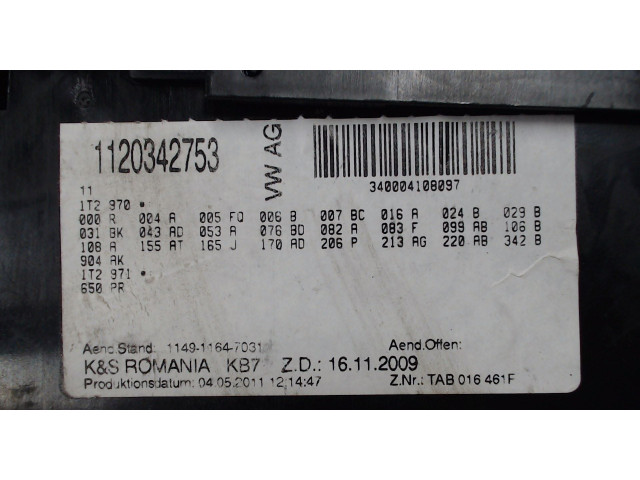 1120342753
VW AG
340004108097
11
1T2 970 •
000 R 004 A 005 FQ 006 B 007 BC 016 A 024 B 029 B
031 BK 043 AD 053 A 076 BD 082 A 083 F 099 AB 106 B
108 A 155 AT 165 J 170 AD 206 P 213 AG 220 AB 342 B
904 AK
1T2 971 •
650 PR
Aend.Stand: 1149-1164-7031 Aend.Offen:
K&S ROMANIA KB7 Z.D.: 16.11.2009
Produktionsdatum: 04.05.2011 12:14:47 Z.Nr.: TAB 016 461F